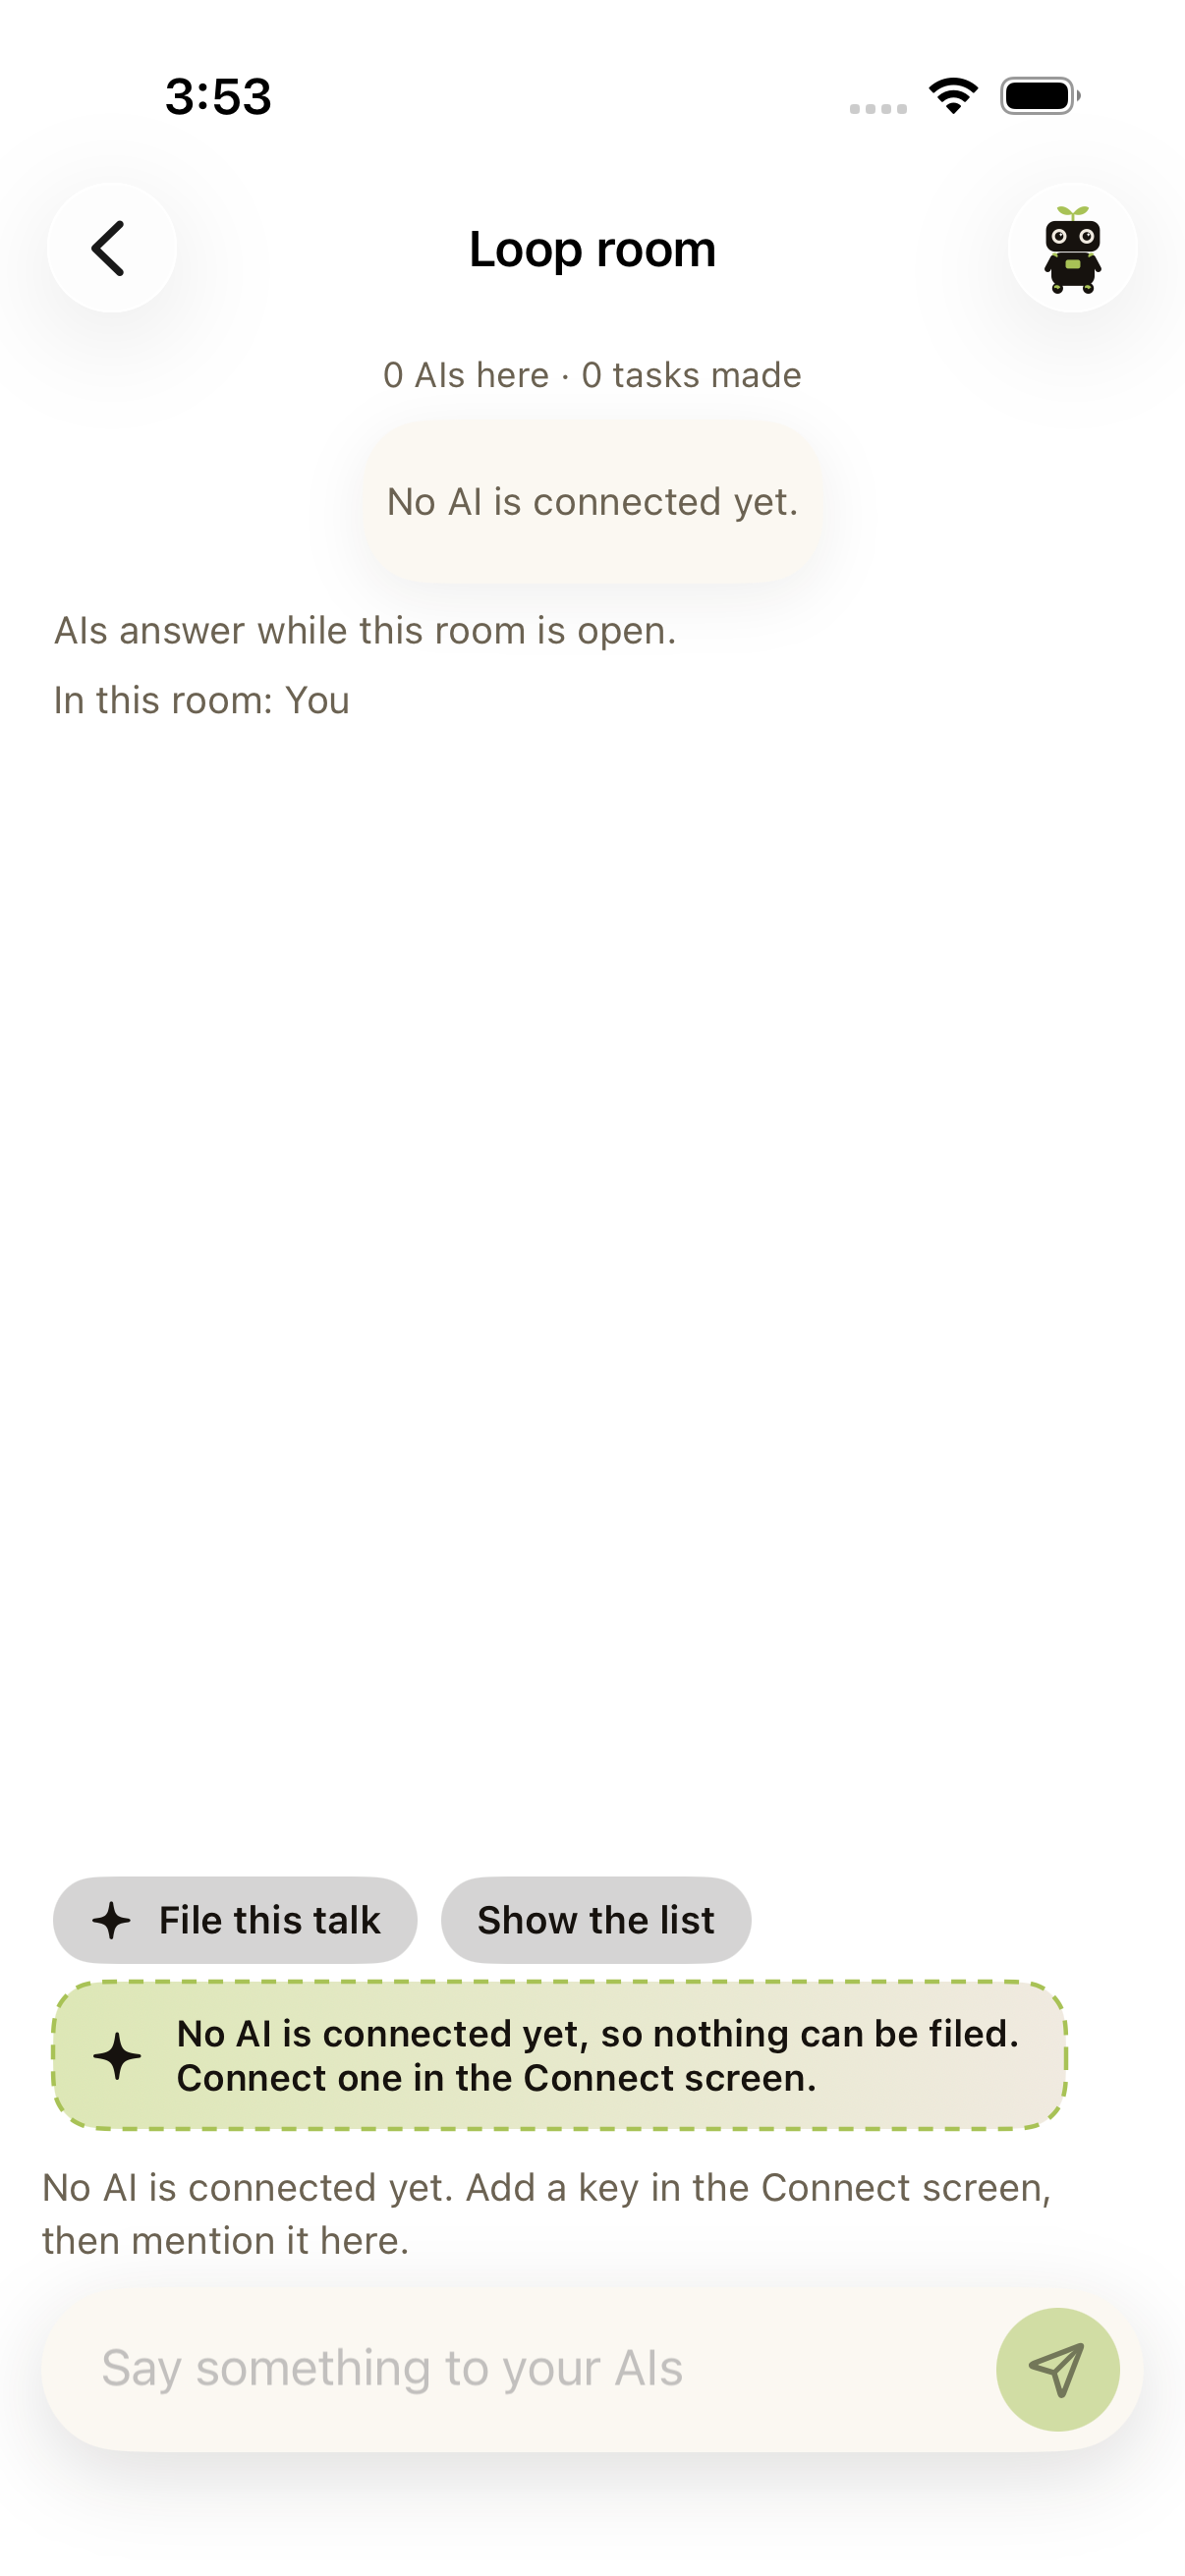 3:53
Loop room
0 AIs here · 0 tasks made
No AI is connected yet.
AIs answer while this room is open.
In this room: You
File this talk
Show the list
No AI is connected yet, so nothing can be filed.
Connect one in the Connect screen.
No AI is connected yet. Add a key in the Connect screen,
then mention it here.
Say something to your AIs